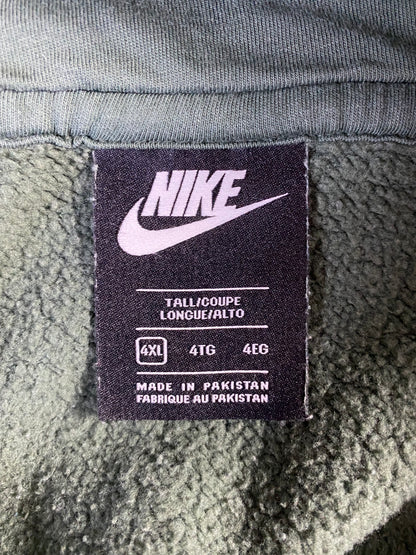 NIKE
TALL/COUPE
LONGUE/ALTO
4XL 4TG 4EG
MADE IN PAKISTAN
FABRIQUE AU PAKISTAN